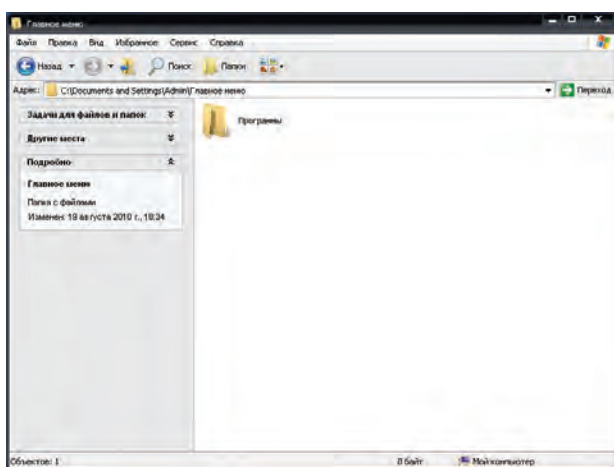 Главное меню
Файл Правка Вид Избранное Сервис Справка
Назад Поиск Папки
Адрес: C:\Documents and Settings\Admin\Главное меню Переход
Задачи для файлов и папок
Другие места
Подробно
Главное меню
Папка с файлами
Изменен: 19 августа 2010 г., 18:34
Программы
Объектов: 1 0 байт Мой компьютер